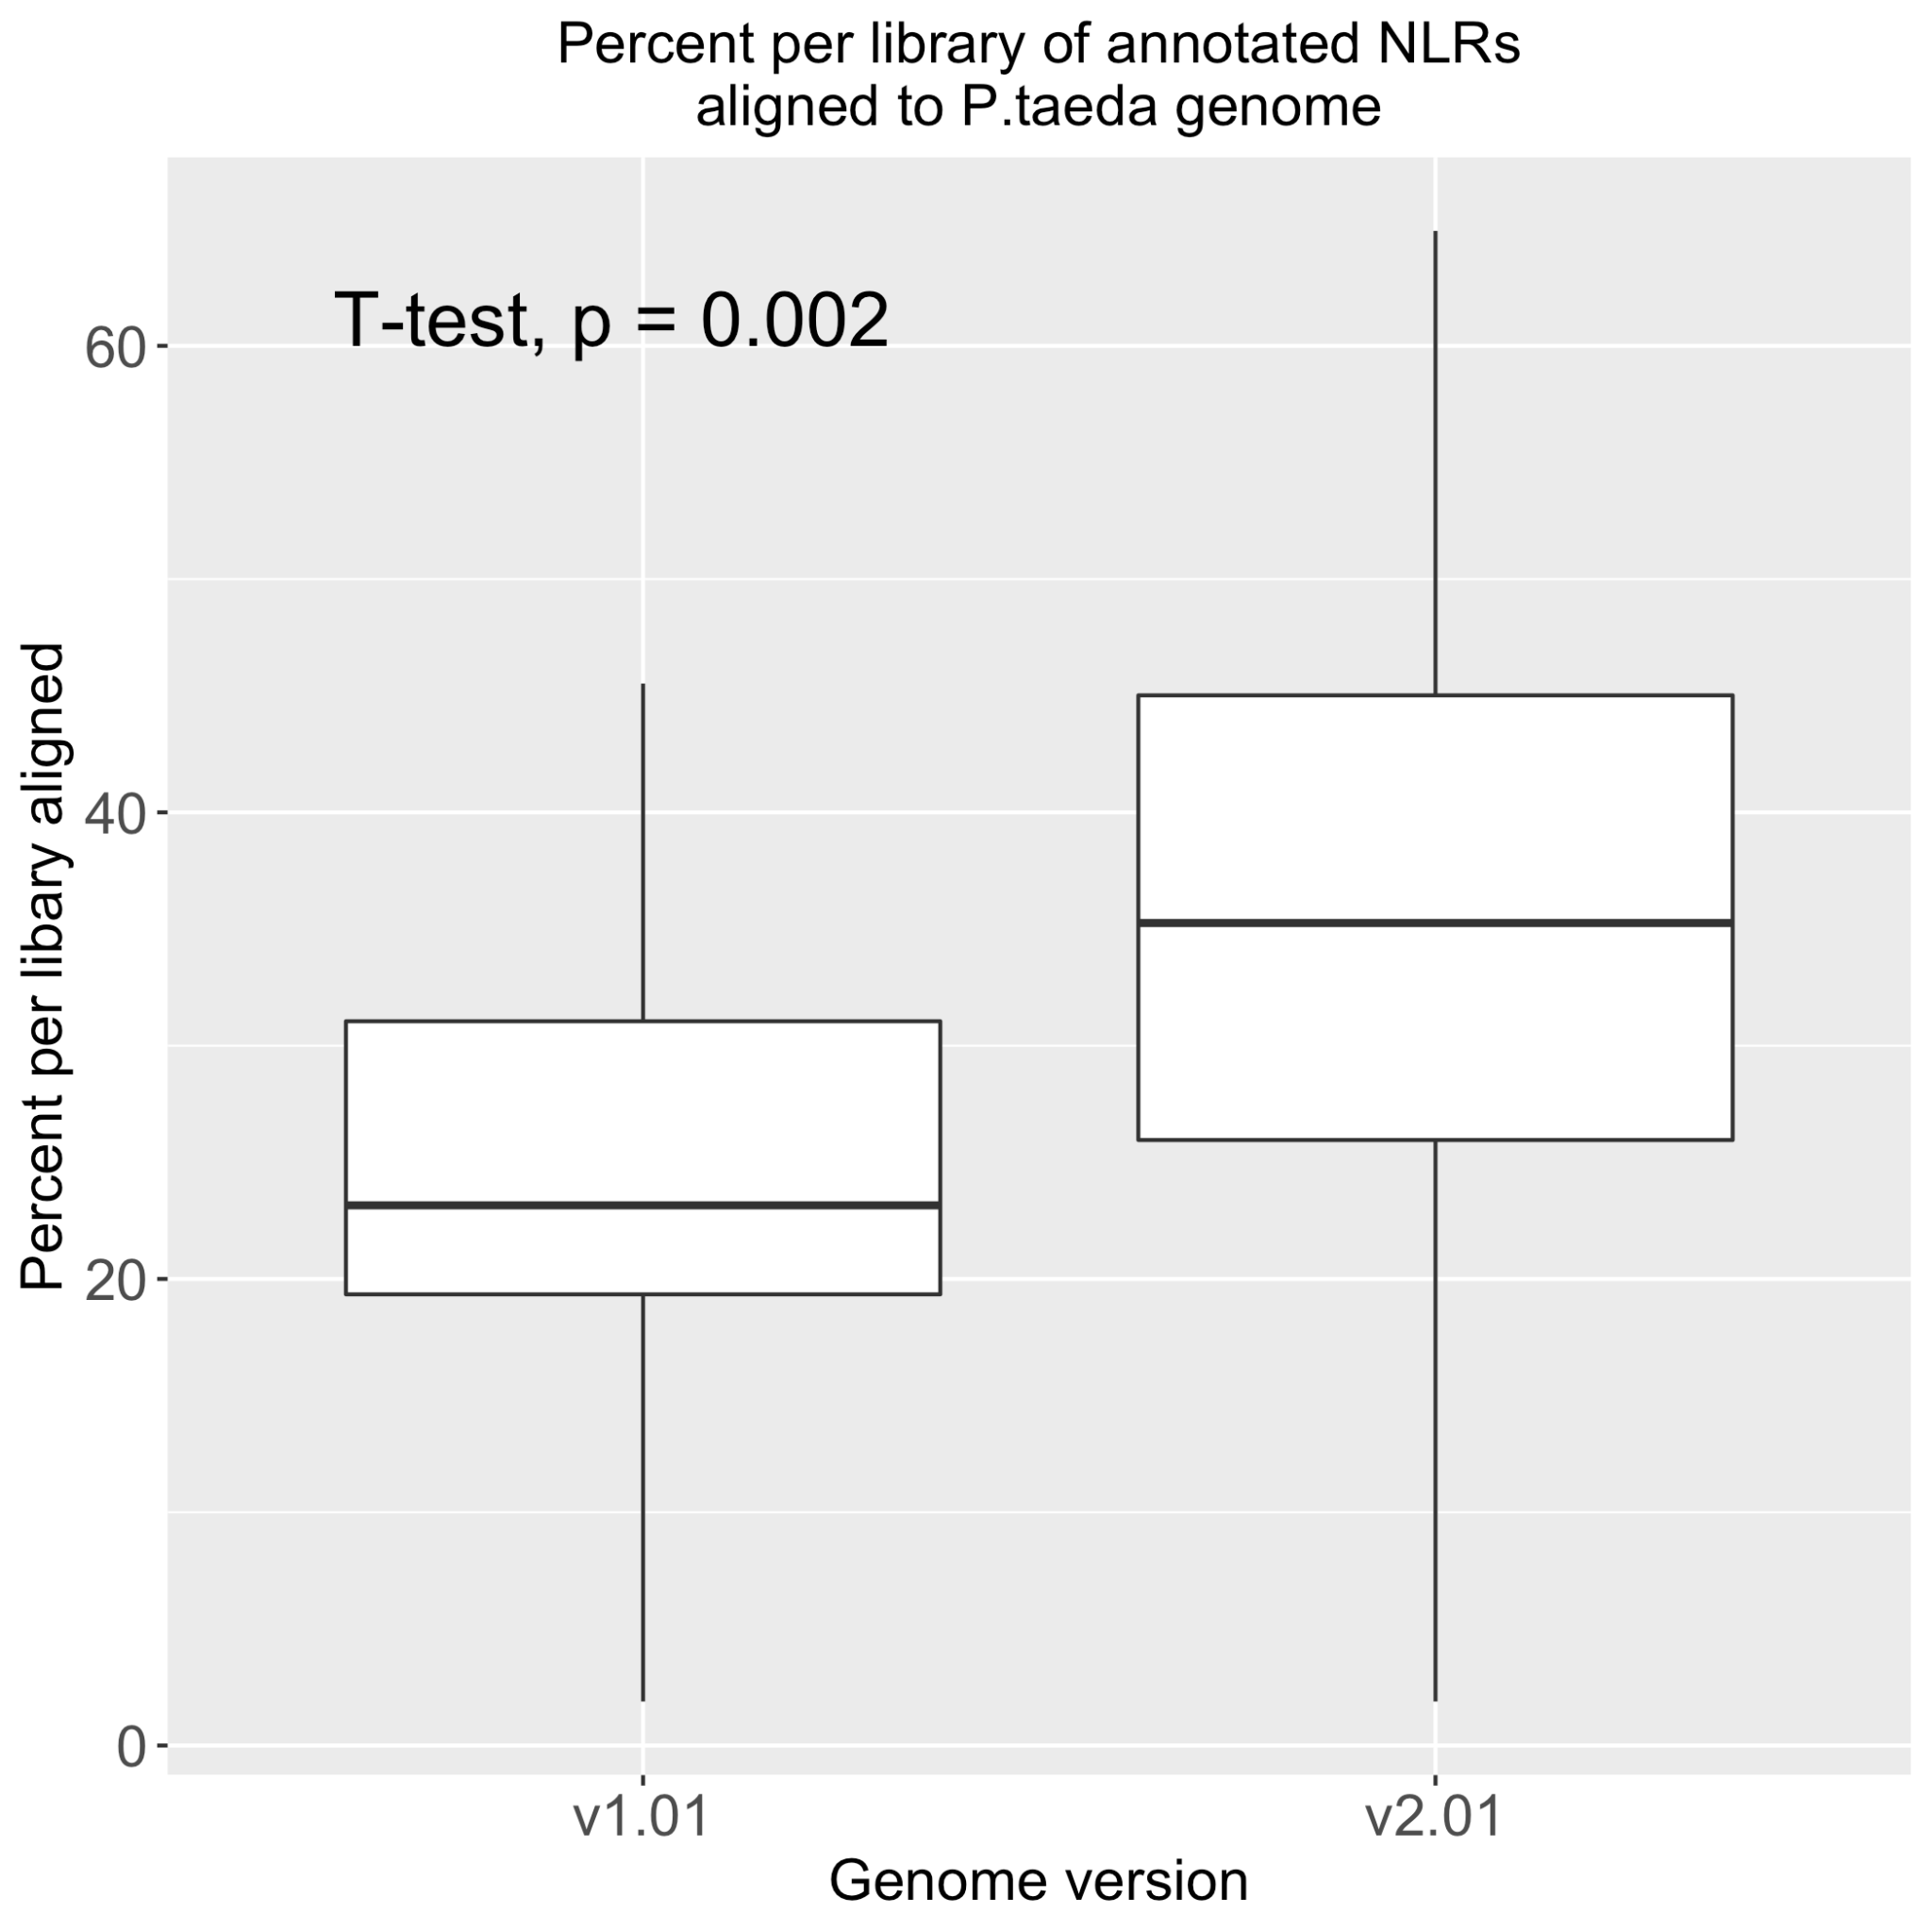 Percent per library of annotated NLRs
aligned to P.taeda genome
T-test, p = 0.002
Percent per libary aligned
60
40
20
0
v1.01
v2.01
Genome version